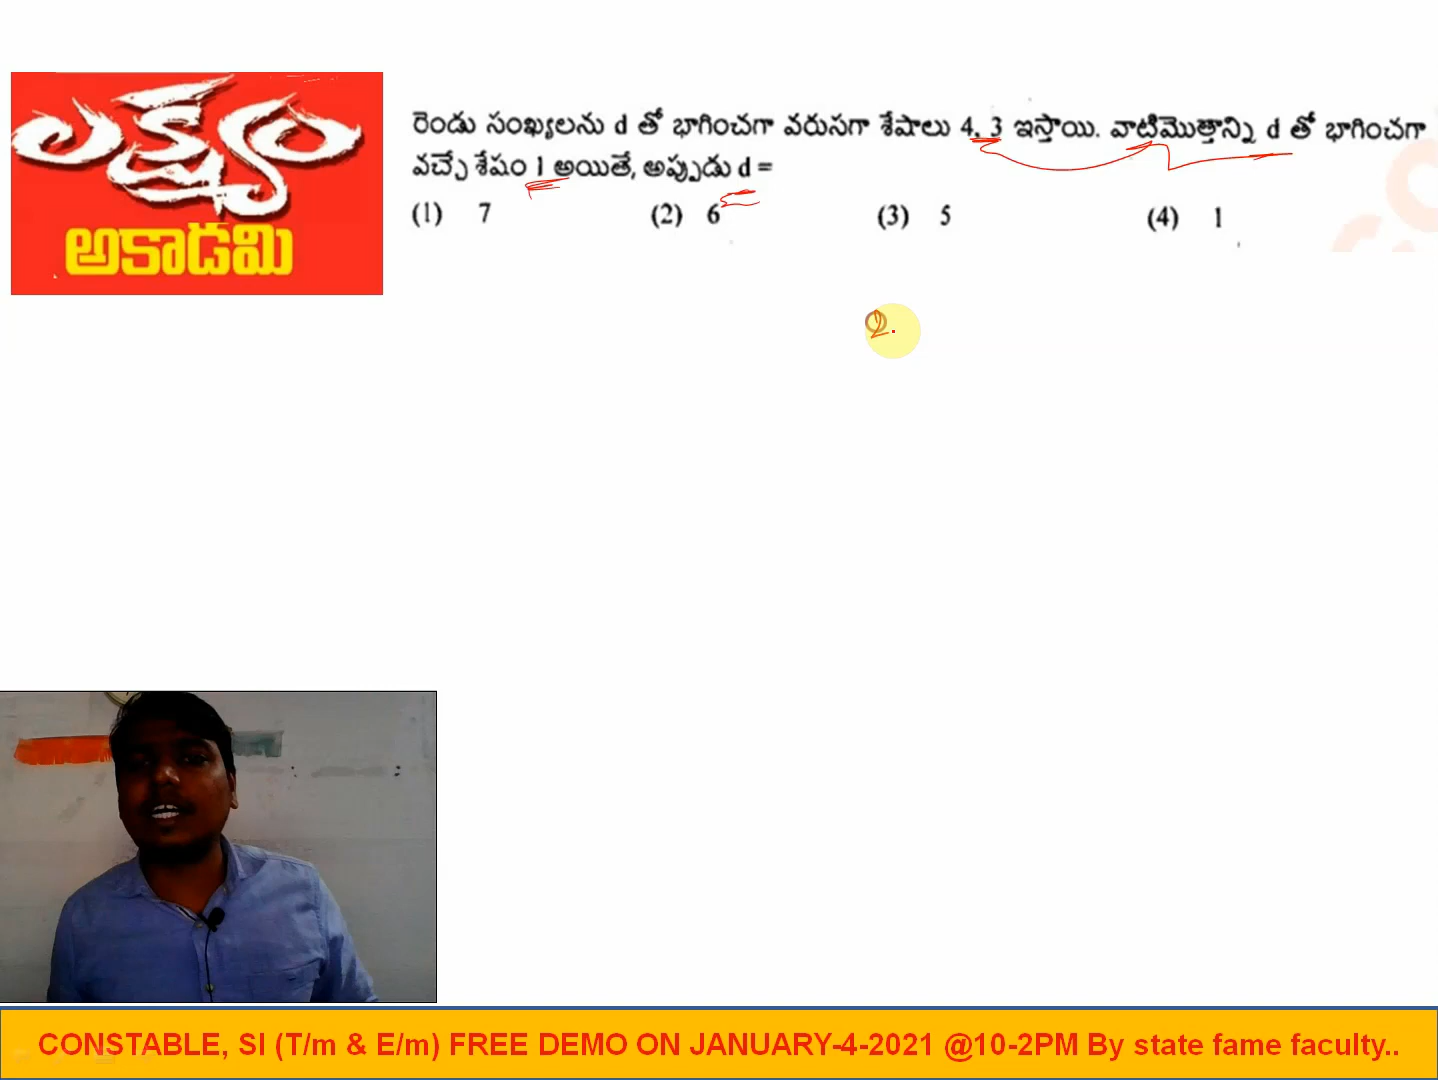 లక్ష్యం
అకాడమి
రెండు సంఖ్యలను d తో భాగించగా వరుసగా శేషాలు 4, 3 ఇస్తాయి. వాటిమొత్తాన్ని d తో భాగించగా
వచ్చే శేషం 1 అయితే, అప్పుడు d =
(1) 7 (2) 6 (3) 5 (4) 1
CONSTABLE, SI (T/m & E/m) FREE DEMO ON JANUARY-4-2021 @10-2PM By state fame faculty..